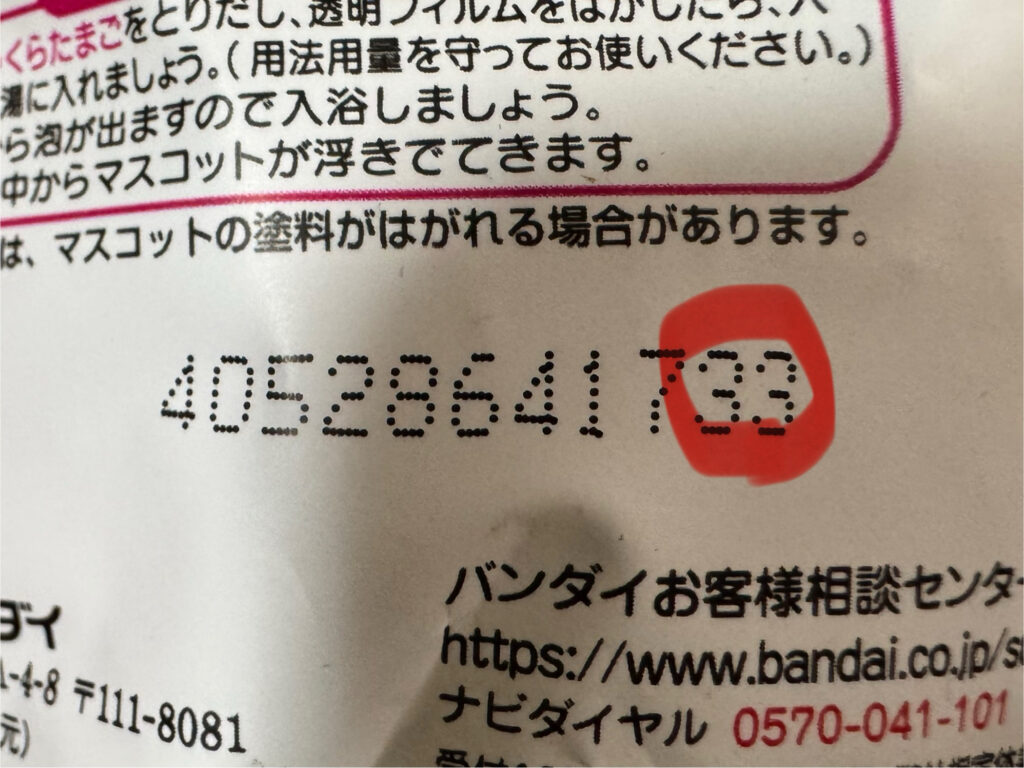 くらたまごをとりだし、透明フィルムをはがしたら、
湯に入れましょう。(用法用量を守ってお使いください。)
ら泡が出ますので入浴しましょう。
中からマスコットが浮きでてきます。
は、マスコットの塗料がはがれる場合があります。
40528641 733
ダイ
1-4-8 〒111-8081
元)
バンダイお客様相談センター
https://www.bandai.co.jp/s
ナビダイヤル 0570-041-101